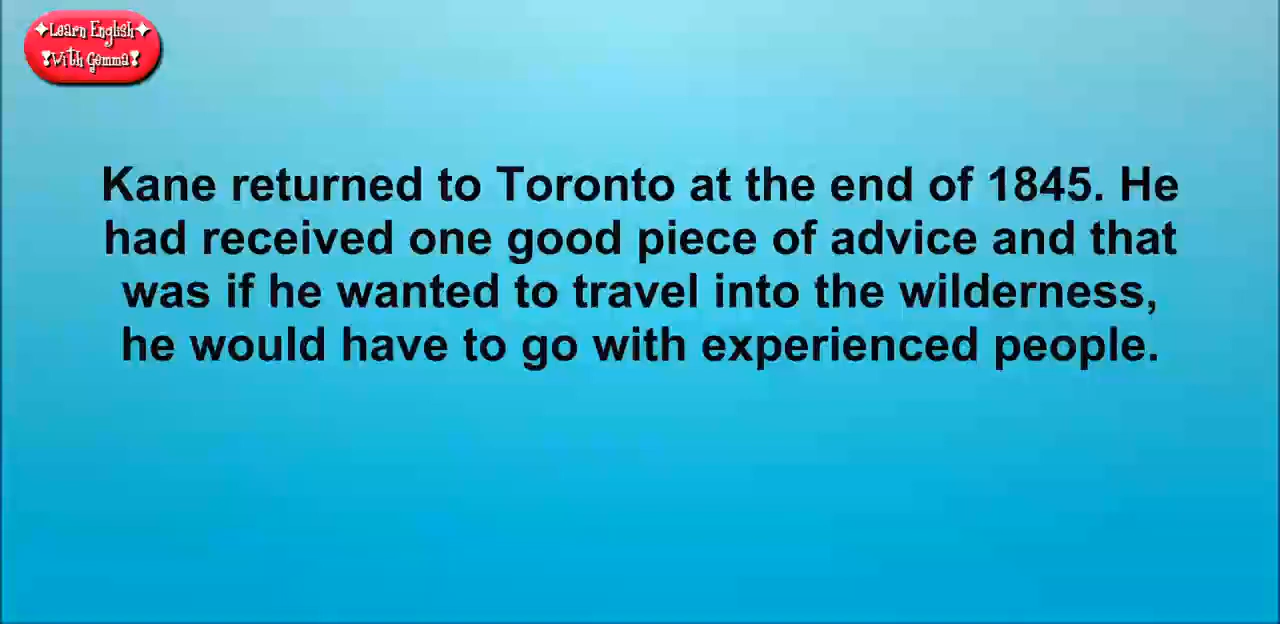 Learn English
With Gemma
Kane returned to Toronto at the end of 1845. He
had received one good piece of advice and that
was if he wanted to travel into the wilderness,
he would have to go with experienced people.